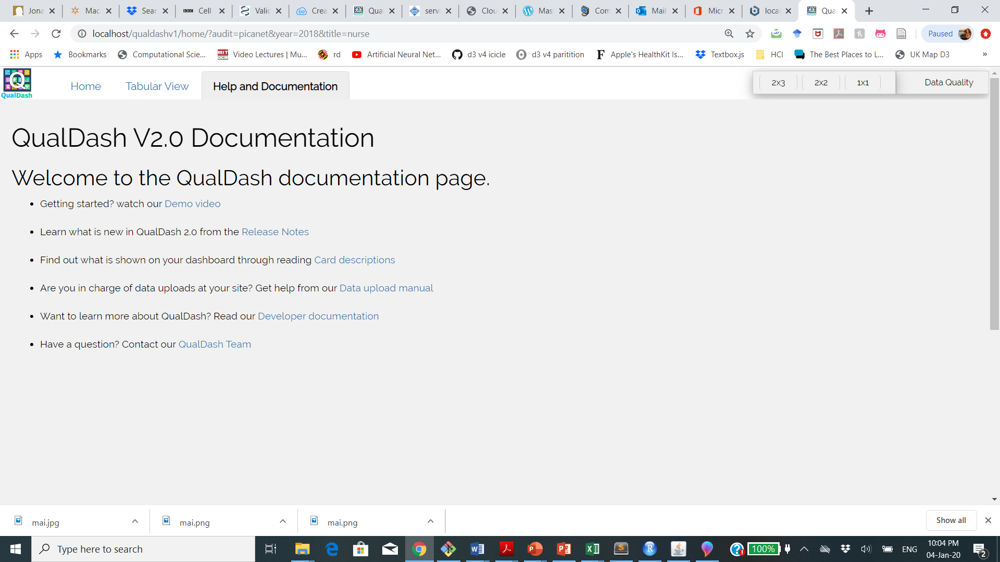 Jona
Mac
Sear
BBC Cell
Valid
Crea
Qual
servi
Clou
Mas
Com
Mail
Micr
local
Qua
localhost/qualdashv1/home/?audit=picanet&year=2018&title=nurse
Paused
Apps
Bookmarks
Computational Scie...
MIT OCW Video Lectures | Mu...
rd
Artificial Neural Net...
d3 v4 icicle
d3 v4 paritition
Apple's HealthKit Is...
Textbox.js
HCI
The Best Places to L...
UK Map D3
»
QualDash
Home
Tabular View
Help and Documentation
2x3
2x2
1x1
Data Quality
QualDash V2.0 Documentation
Welcome to the QualDash documentation page.
• Getting started? watch our Demo video
• Learn what is new in QualDash 2.0 from the Release Notes
• Find out what is shown on your dashboard through reading Card descriptions
• Are you in charge of data uploads at your site? Get help from our Data upload manual
• Want to learn more about QualDash? Read our Developer documentation
• Have a question? Contact our QualDash Team
mai.jpg
mai.png
mai.png
Show all
Type here to search
100%
ENG
10:04 PM
04-Jan-20
2